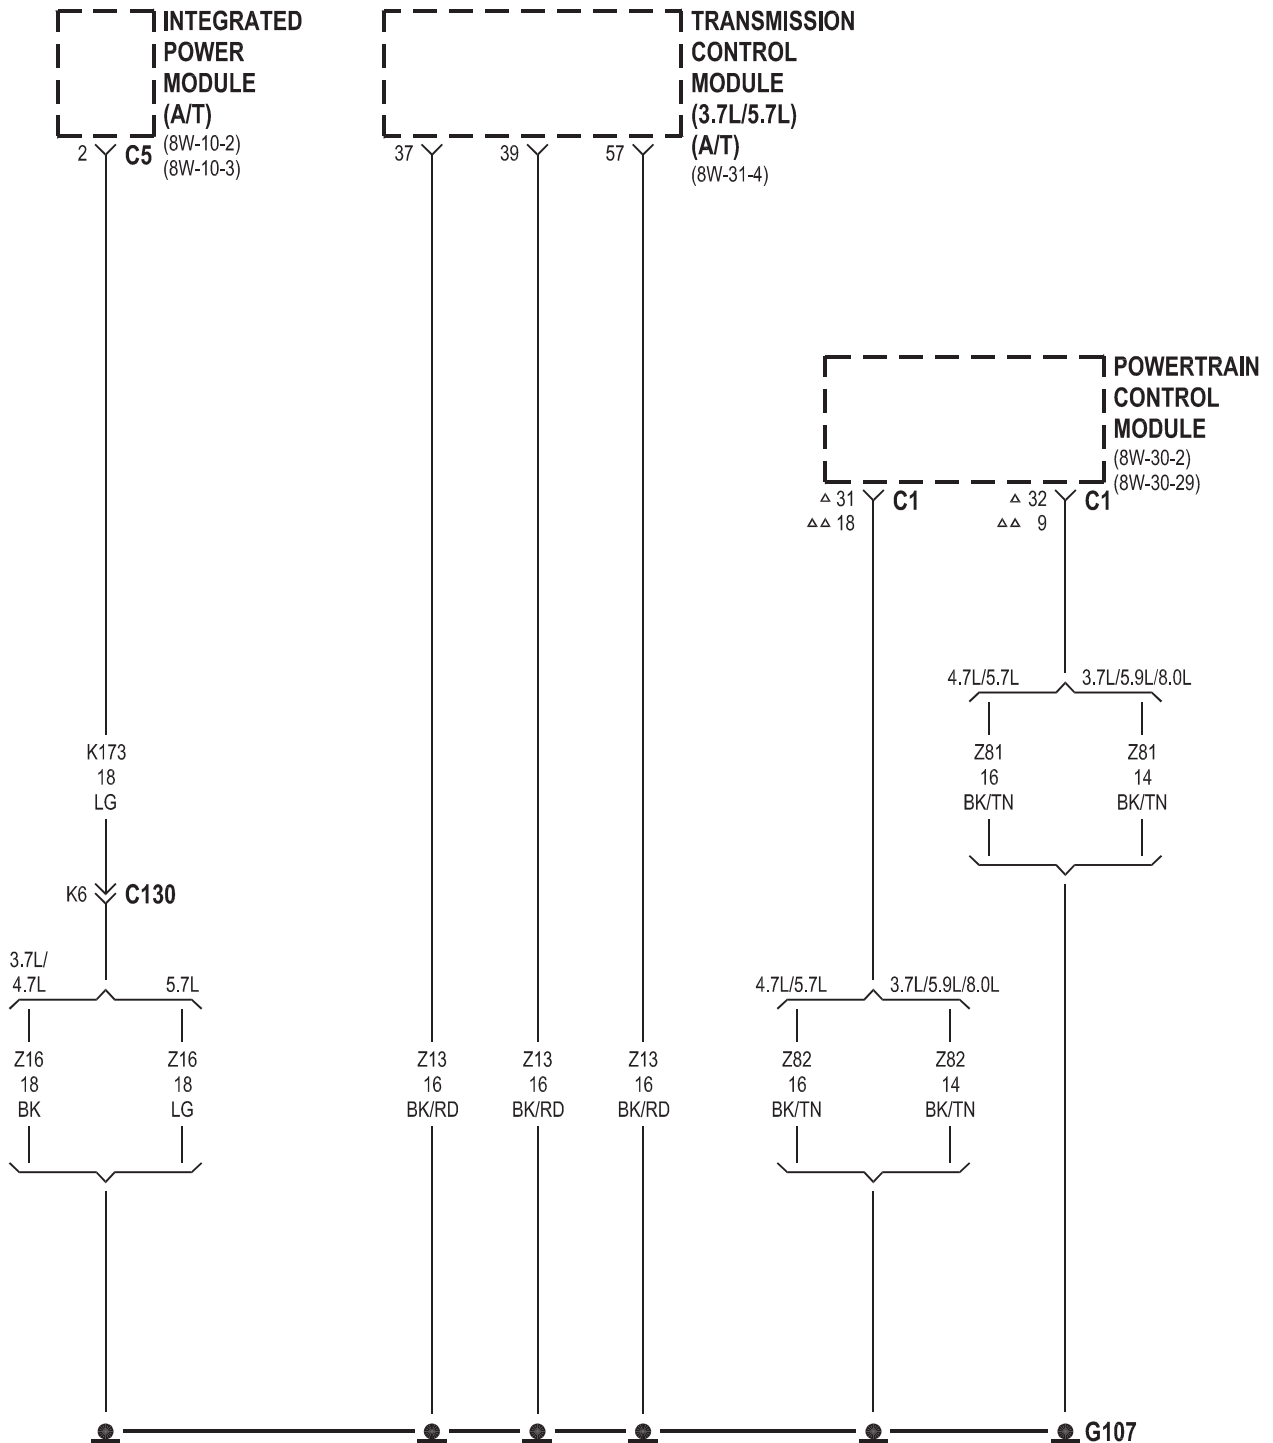 INTEGRATED
POWER
MODULE
(A/T)
(8W-10-2)
(8W-10-3)
2
C5
TRANSMISSION
CONTROL
MODULE
(3.7L/5.7L)
(A/T)
(8W-31-4)
37
39
57
POWERTRAIN
CONTROL
MODULE
(8W-30-2)
(8W-30-29)
△ 31
△△ 18
C1
△ 32
△△ 9
C1
4.7L/5.7L
3.7L/5.9L/8.0L
Z81
16
BK/TN
Z81
14
BK/TN
K173
18
LG
K6
C130
3.7L/
4.7L
5.7L
Z16
18
BK
Z16
18
LG
Z13
16
BK/RD
Z13
16
BK/RD
Z13
16
BK/RD
4.7L/5.7L
3.7L/5.9L/8.0L
Z82
16
BK/TN
Z82
14
BK/TN
G107